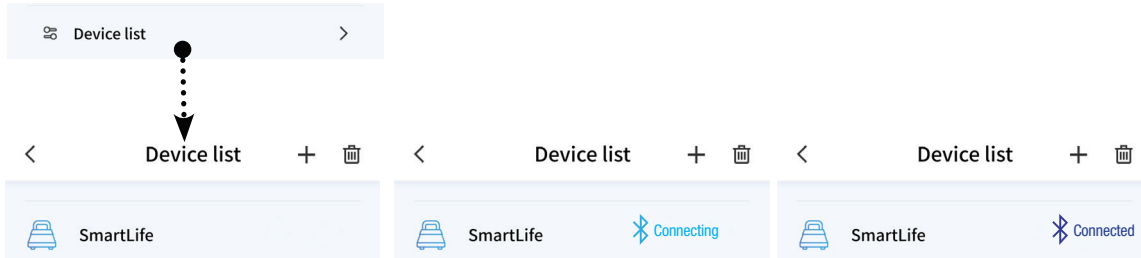 Device list
Device list
SmartLife
Device list
SmartLife
Connecting
Device list
SmartLife
Connected